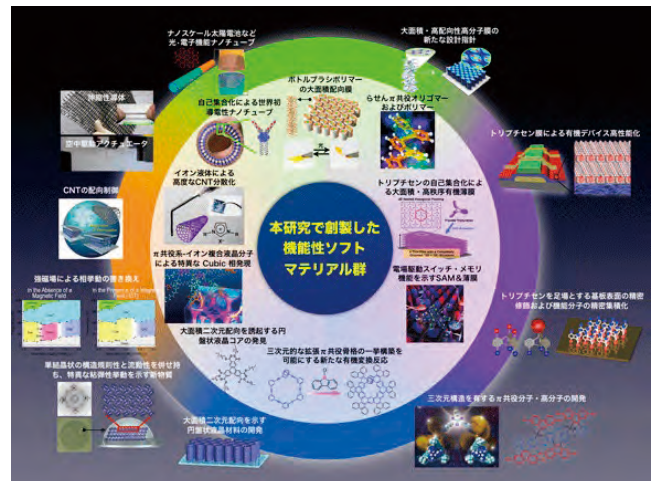 ナノスケール太陽電池など
光・電子機能ナノチューブ
大面積・高配向性高分子膜の
新たな設計指針
伸縮性導体
空中駆動アクチュエータ
自己集合化による世界初
導電性ナノチューブ
ボトルブラシポリマー
の大面積配向膜
らせんπ共役オリゴマー
およびポリマー
トリプチセン膜による有機デバイス高性能化
CNTの配向制御
イオン液体による
高度なCNT分散化
トリプチセンの自己集合化による
大面積・高秩序有機薄膜
本研究で創製した
機能性ソフト
マテリアル群
π共役系-イオン複合液晶分子
による特異な Cubic 相発現
電場駆動スイッチ・メモリ
機能を示すSAM&薄膜
強磁場による相挙動の書き換え
in the Absence of a
Magnetic Field
in the Presence of a Magnetic
トリプチセンを足場とする基板表面の精密
修飾および機能分子の精密集積化
大面積二次元配向を誘起する円
盤状液晶コアの発見
三次元的な拡張π共役骨格の一挙構築を
可能にする新たな有機変換反応
単結晶状の構造規則性と流動性を併せ持
ち、特異な粘弾性挙動を示す新物質
大面積二次元配向を示す
円盤状液晶材料の開発
三次元構造を有するπ共役分子・高分子の開発